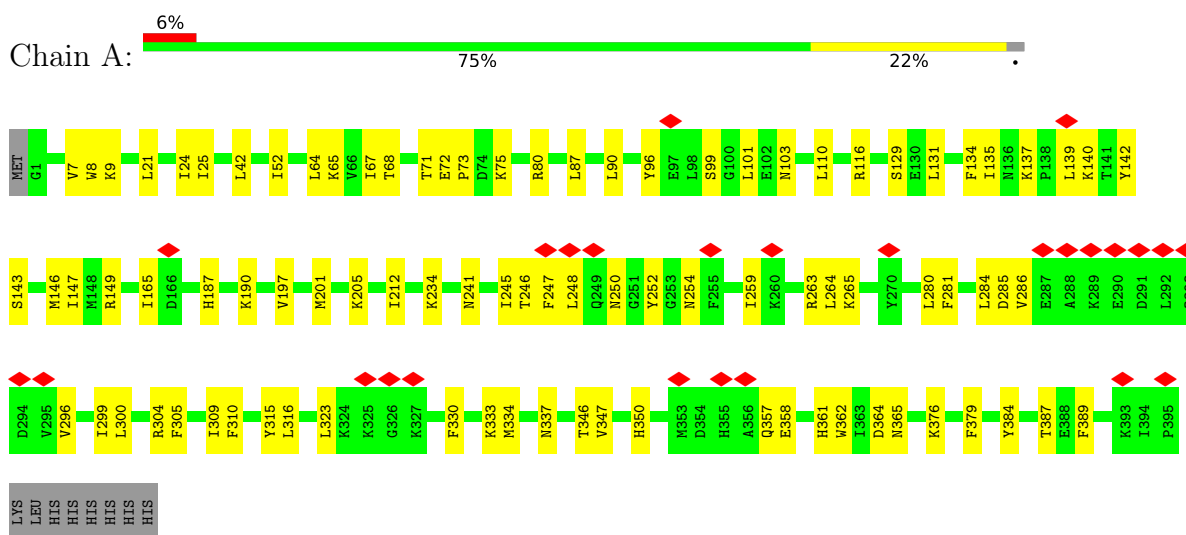 6%
Chain A:
75% 22% •
MET G1 V7 W8 K9 L21 I24 I25 L42 I52 L64 K65 V66 I67 T68 T71 E72 P73 D74 K75 R80 L87 L90 Y96 E97 L98 S99 G100 L101 E102 N103 L110 R116 S129 E130 L131 F134 I135 N136 K137 P138 L139 K140 T141 Y142
S143 M146 I147 M148 R149 I165 D166 H187 K190 V197 M201 K205 I212 K234 N241 I245 T246 F247 L248 Q249 N250 G251 Y252 G253 N254 F255 I259 K260 R263 L264 K265 Y270 L280 F281 L284 D285 V286 E287 A288 K289 E290 D291 L292
D294 V295 V296 I299 L300 R304 F305 I309 F310 Y315 L316 L323 K324 K325 G326 K327 F330 K333 M334 N337 T346 V347 H350 M353 D354 H355 A356 Q357 E358 H361 W362 I363 D364 N365 K376 F379 Y384 T387 E388 F389 K393 I394 P395
LYS LEU HIS HIS HIS HIS HIS HIS